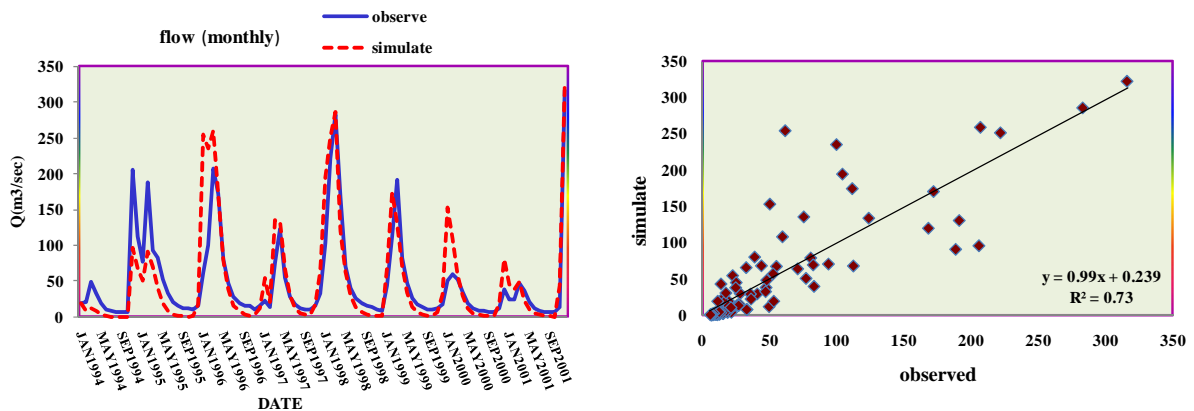 flow (monthly)
observe
simulate
Q(m3/sec)
350
300
250
200
150
100
50
0
JAN1994
MAY1994
SEP1994
JAN1995
MAY1995
SEP1995
JAN1996
MAY1996
SEP1996
JAN1997
MAY1997
SEP1997
JAN1998
MAY1998
SEP1998
JAN1999
MAY1999
SEP1999
JAN2000
MAY2000
SEP2000
JAN2001
MAY2001
SEP2001
DATE
simulate
350
300
250
200
150
100
50
0
y = 0.99x + 0.239
R² = 0.73
0 50 100 150 200 250 300 350
observed